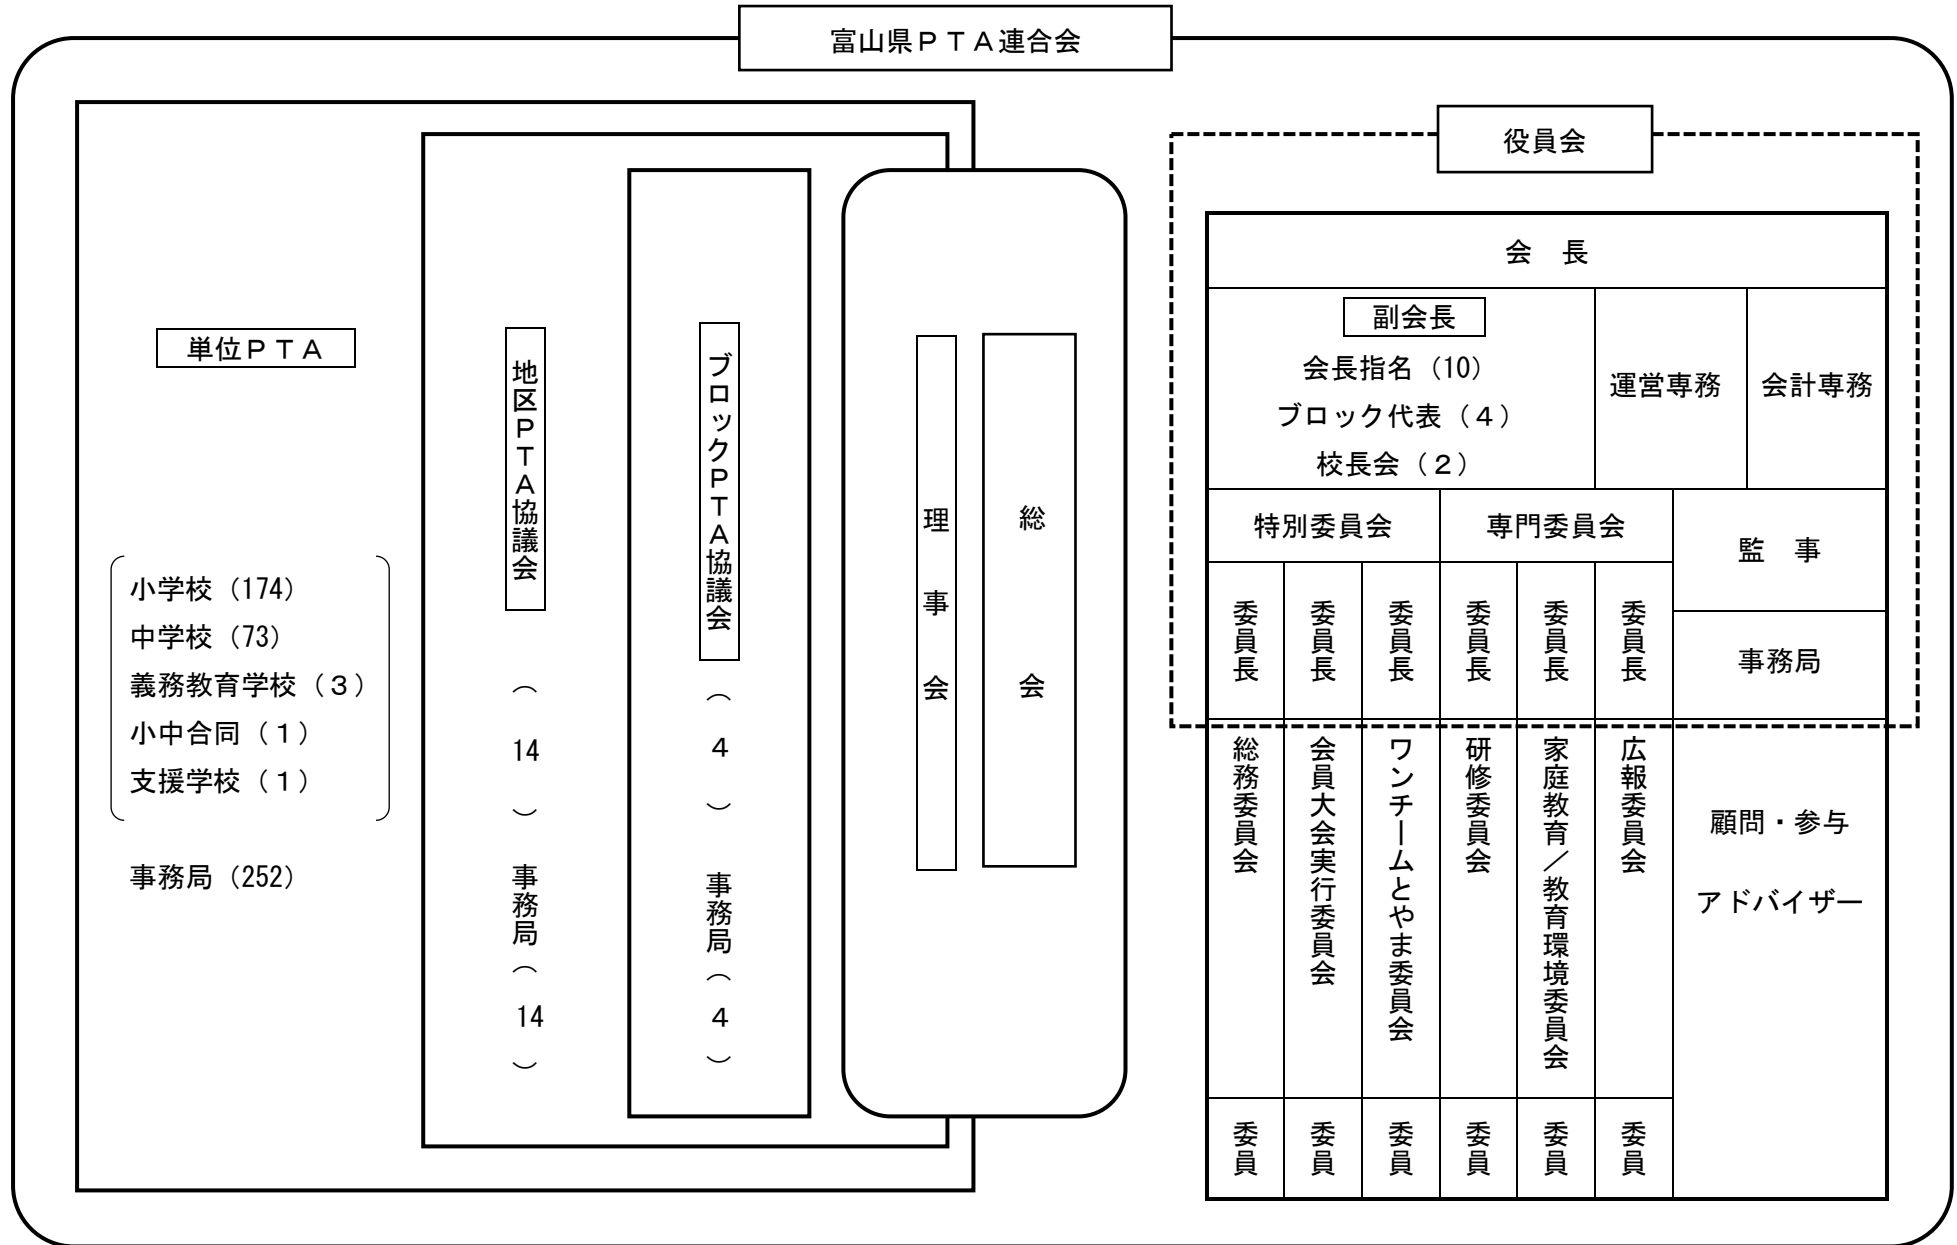 富山県ＰＴＡ連合会
単位ＰＴＡ
小学校（174）
中学校（73）
義務教育学校（３）
小中合同（１）
支援学校（１）
事務局（252）
地区ＰＴＡ協議会
（14）
事務局（14）
ブロックＰＴＡ協議会
（４）
事務局（４）
理事会
総会
役員会
会　長
副会長
会長指名（10）
ブロック代表（４）
校長会（２）
運営専務
会計専務
特別委員会
専門委員会
監　事
委員長
委員長
委員長
委員長
委員長
委員長
事務局
総務委員会
会員大会実行委員会
ワンチームとやま委員会
研修委員会
家庭教育／教育環境委員会
広報委員会
顧問・参与
アドバイザー
委員
委員
委員
委員
委員
委員